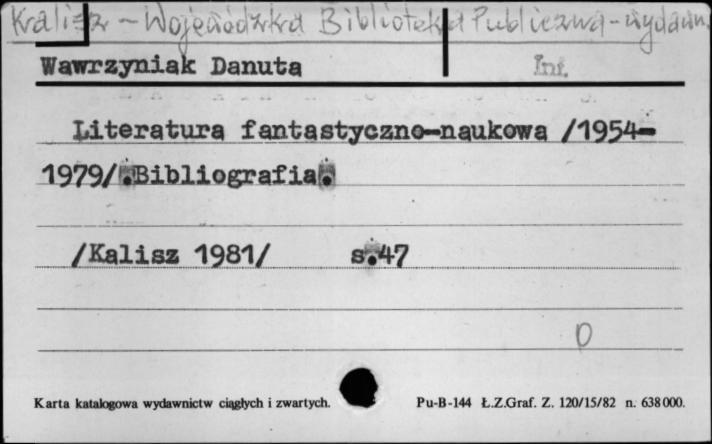 Kalisz - Wojewódzka Biblioteka Publiczna - wydawn.
Wawrzyniak Danuta Inf.
Literatura fantastyczno-naukowa /1954-
1979/.Bibliografia.
/Kalisz 1981/ s.47
0
Karta katalogowa wydawnictw ciągłych i zwartych. Pu-B-144 Ł.Z.Graf. Z. 120/15/82 n. 638 000.